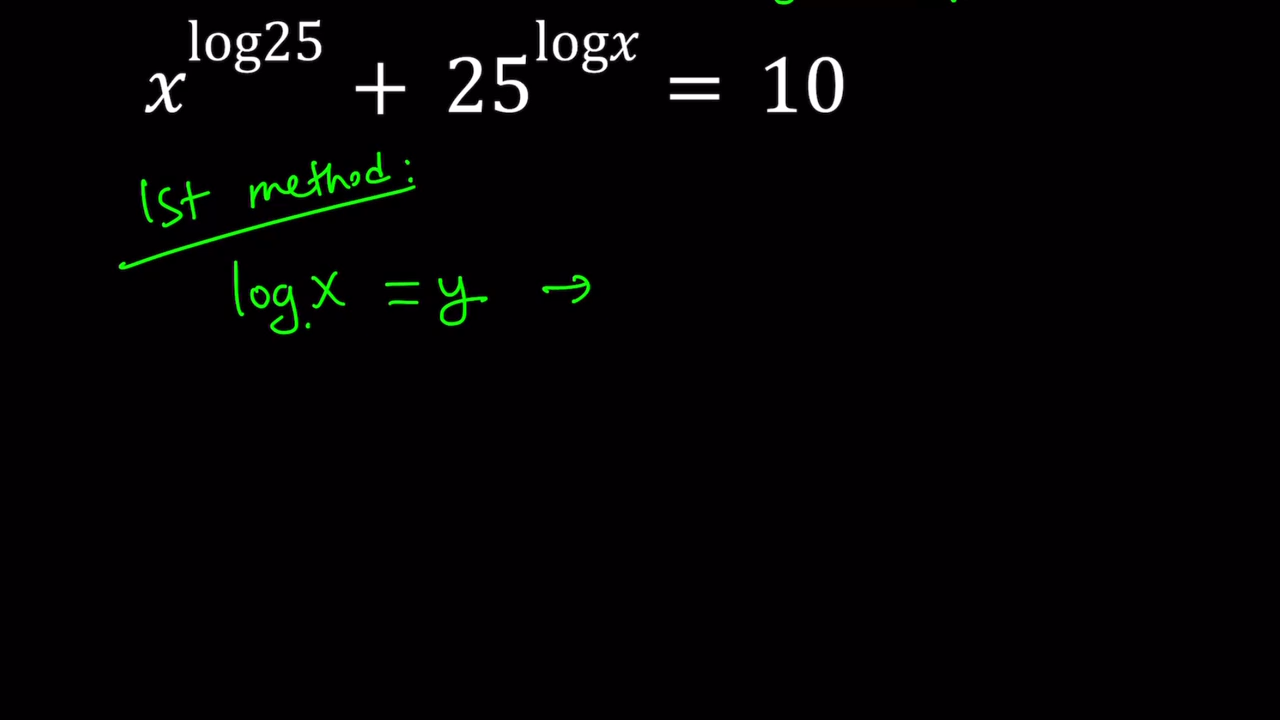 x^log25 + 25^logx = 10
1st method:
log x = y →